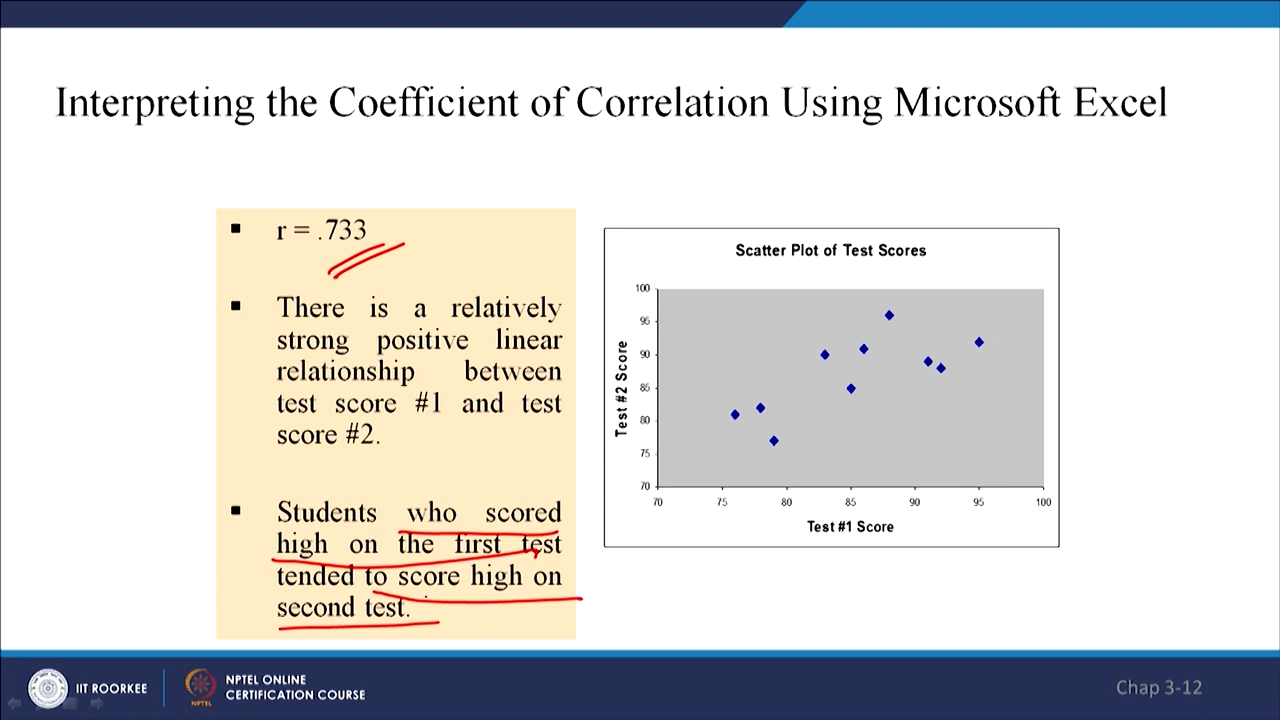 Interpreting the Coefficient of Correlation Using Microsoft Excel
▪ r = .733
▪ There is a relatively
strong positive linear
relationship between
test score #1 and test
score #2.
▪ Students who scored
high on the first test
tended to score high on
second test.
Scatter Plot of Test Scores
100
95
90
85
80
75
70
Test #2 Score
70 75 80 85 90 95 100
Test #1 Score
IIT ROORKEE
NPTEL
NPTEL ONLINE
CERTIFICATION COURSE
Chap 3-12